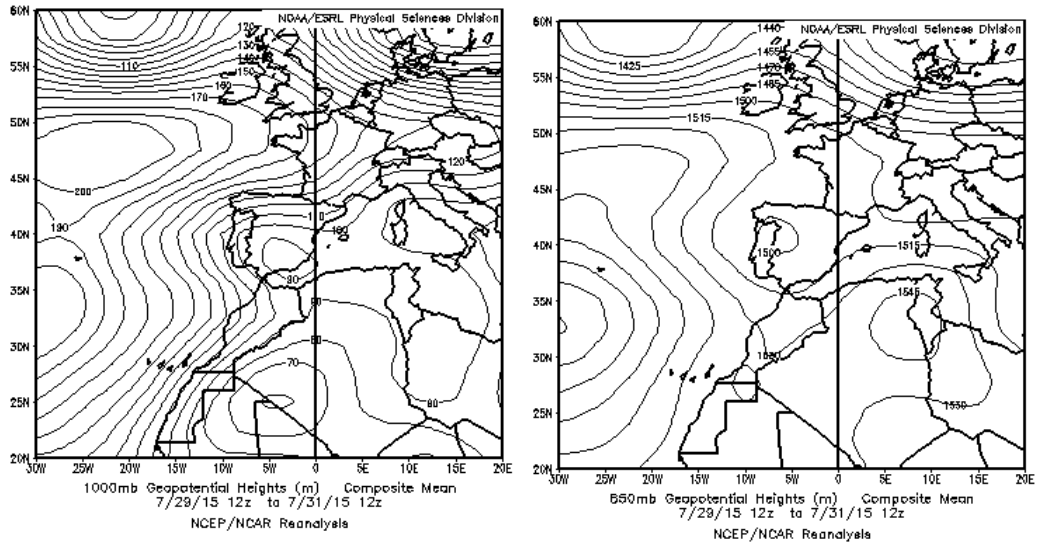 NOAA/ESRL Physical Sciences Division
60N
55N
50N
45N
40N
35N
30N
25N
20N
120
130
140
150
160
170
110
200
190
120
110
100
90
80
70
80
30W
25W
20W
15W
10W
5W
0
5E
10E
15E
20E
1000mb Geopotential Heights (m) Composite Mean
7/29/15 12z to 7/31/15 12z
NCEP/NCAR Reanalysis
NOAA/ESRL Physical Sciences Division
60N
55N
50N
45N
40N
35N
30N
25N
20N
1440
1455
1470
1485
1500
1425
1515
1500
1515
1545
1530
1530
30W
25W
20W
15W
10W
5W
0
5E
10E
15E
20E
850mb Geopotential Heights (m) Composite Mean
7/29/15 12z to 7/31/15 12z
NCEP/NCAR Reanalysis